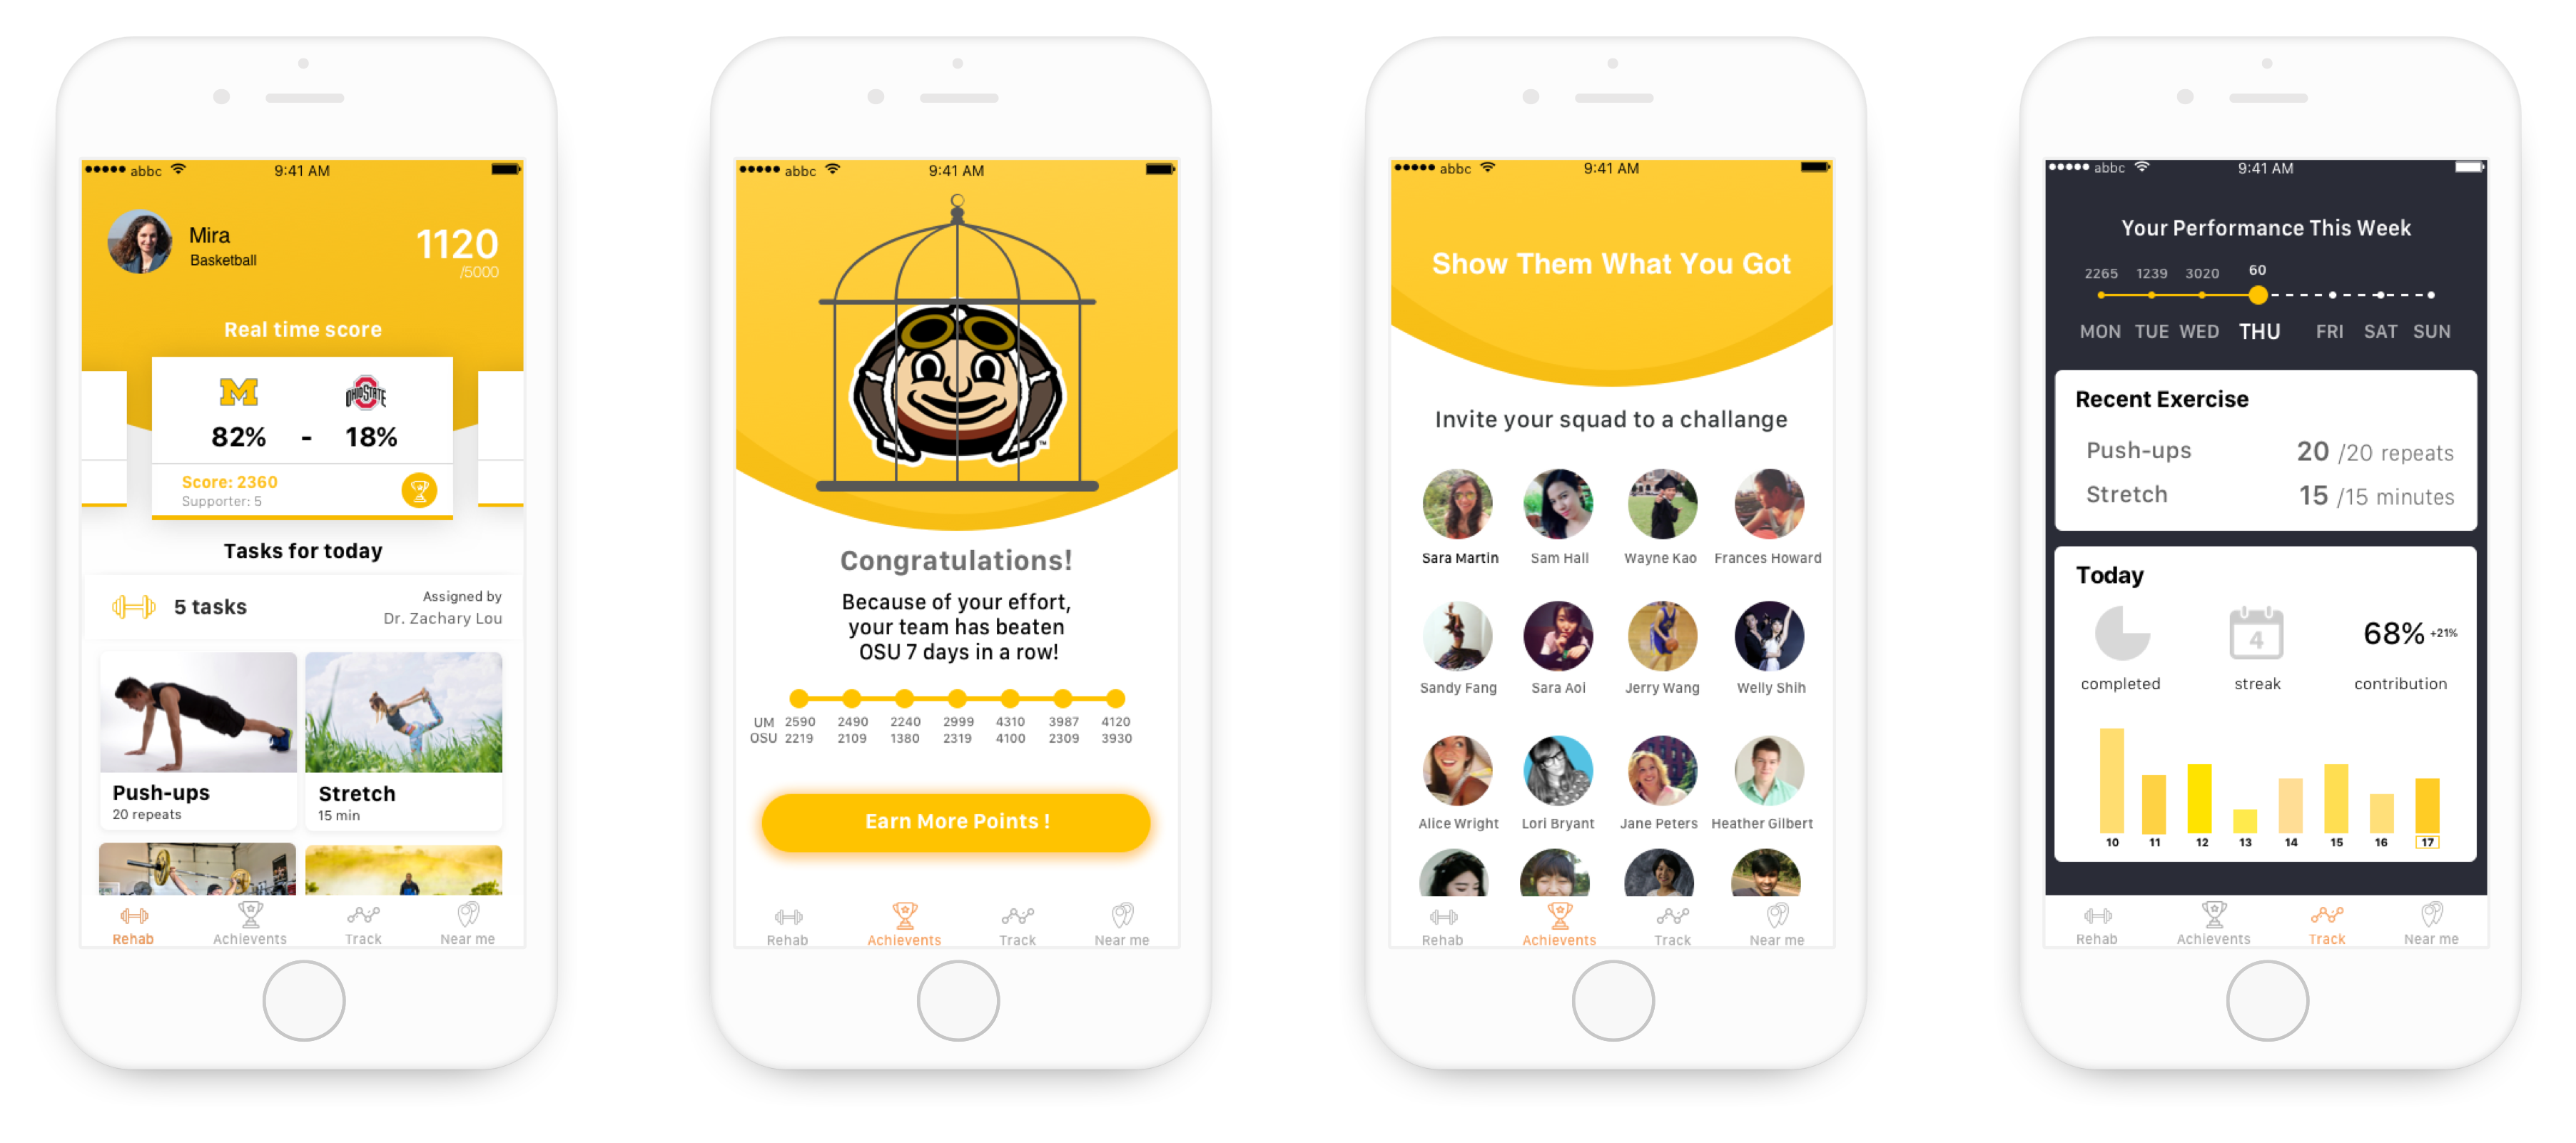 abbc 9:41 AM
Mira
Basketball
1120
/5000
Real time score
M OHIO STATE
82% - 18%
Score: 2360
Supporter: 5
Tasks for today
5 tasks
Assigned by
Dr. Zachary Lou
Push-ups
20 repeats
Stretch
15 min
Rehab Achievents Track Near me
abbc 9:41 AM
TM
Congratulations!
Because of your effort,
your team has beaten
OSU 7 days in a row!
UM 2590 2490 2240 2999 4310 3987 4120
OSU 2219 2109 1380 2319 4100 2309 3930
Earn More Points !
Rehab Achievents Track Near me
abbc 9:41 AM
Show Them What You Got
Invite your squad to a challange
Sara Martin Sam Hall Wayne Kao Frances Howard
Sandy Fang Sara Aoi Jerry Wang Welly Shih
Alice Wright Lori Bryant Jane Peters Heather Gilbert
Rehab Achievents Track Near me
abbc 9:41 AM
Your Performance This Week
2265 1239 3020 60
MON TUE WED THU FRI SAT SUN
Recent Exercise
Push-ups 20 /20 repeats
Stretch 15 /15 minutes
Today
4
68% +21%
completed streak contribution
10 11 12 13 14 15 16 17
Rehab Achievents Track Near me